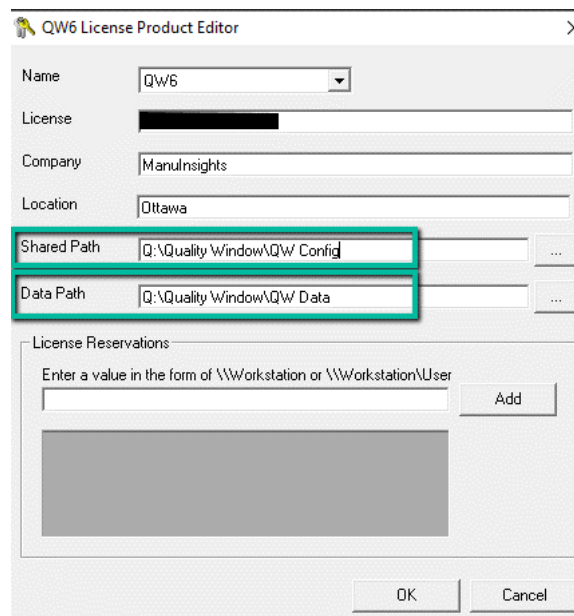 QW6 License Product Editor
Name QW6
License
Company ManuInsights
Location Ottawa
Shared Path Q:\Quality Window\QW Config ...
Data Path Q:\Quality Window\QW Data ...
License Reservations
Enter a value in the form of \\Workstation or \\Workstation\User
Add
OK Cancel